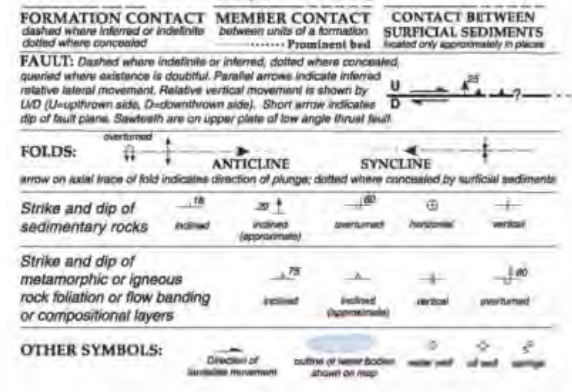 FORMATION CONTACT MEMBER CONTACT CONTACT BETWEEN
dashed where inferred or indefinite between units of a formation SURFICIAL SEDIMENTS
dotted where concealed ······· Prominent bed located only approximately in places
FAULT: Dashed where indefinite or inferred, dotted where concealed,
queried where existence is doubtful. Parallel arrows indicate inferred
relative lateral movement. Relative vertical movement is shown by
U/D (U=upthrown side, D=downthrown side). Short arrow indicates
dip of fault plane. Sawteeth are on upper plate of low angle thrust fault.
U 25
D ?
overturned
FOLDS:
ANTICLINE SYNCLINE
arrow on axial trace of fold indicates direction of plunge; dotted where concealed by surficial sediments
Strike and dip of
sedimentary rocks
18 20 60
inclined inclined overturned horizontal vertical
(approximate)
Strike and dip of
metamorphic or igneous
rock foliation or flow banding
or compositional layers
75 80
inclined inclined vertical overturned
(approximate)
OTHER SYMBOLS:
Direction of outline of water bodies water well oil well springs
landslide movement shown on map